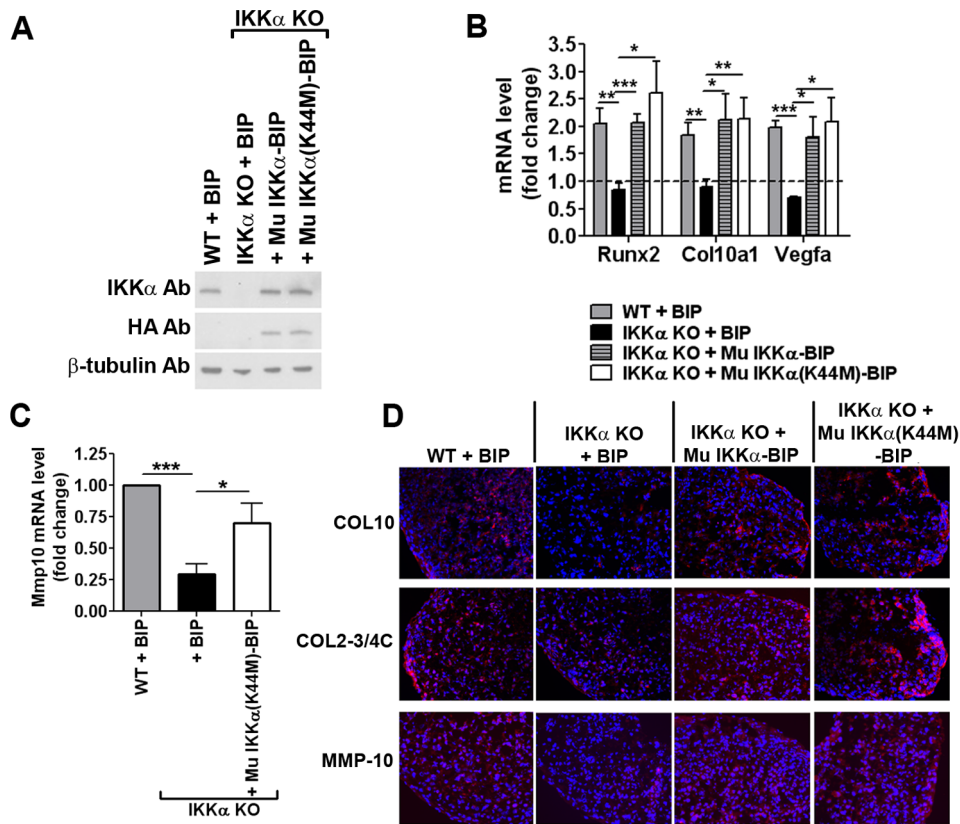 A
IKKα KO
WT + BIP
IKKα KO + BIP
+ Mu IKKα-BIP
+ Mu IKKα(K44M)-BIP
IKKα Ab
HA Ab
β-tubulin Ab
B
mRNA level
(fold change)
3.5
3.0
2.5
2.0
1.5
1.0
0.5
0.0
** *** *
** * **
*** * *
Runx2 Col10a1 Vegfa
WT + BIP
IKKα KO + BIP
IKKα KO + Mu IKKα-BIP
IKKα KO + Mu IKKα(K44M)-BIP
C
Mmp10 mRNA level
(fold change)
1.25
1.00
0.75
0.50
0.25
0.00
*** *
WT + BIP
+ BIP
+ Mu IKKα(K44M)-BIP
IKKα KO
D
WT + BIP
IKKα KO
+ BIP
IKKα KO +
Mu IKKα-BIP
IKKα KO +
Mu IKKα(K44M)
-BIP
COL10
COL2-3/4C
MMP-10